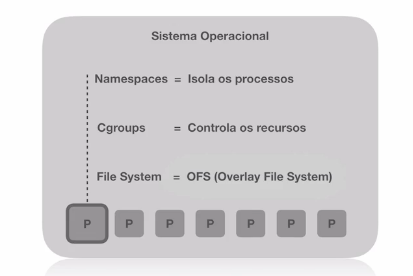 Sistema Operacional
Namespaces = Isola os processos
Cgroups = Controla os recursos
File System = OFS (Overlay File System)
P P P P P P P